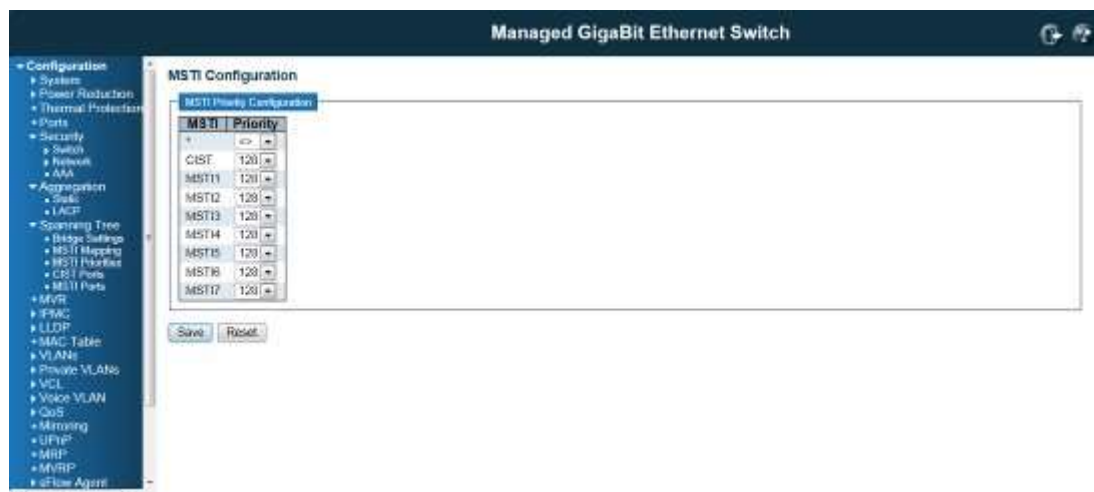 Managed GigaBit Ethernet Switch
Configuration
System
Power Reduction
Thermal Protection
Ports
Security
Switch
Network
AAA
Aggregation
Static
LACP
Spanning Tree
Bridge Settings
MSTI Mapping
MSTI Priorities
CIST Ports
MSTI Ports
MVR
IPMC
LLDP
MAC Table
VLANs
Private VLANs
VCL
Voice VLAN
QoS
Mirroring
UPnP
MRP
MVRP
sFlow Agent
MSTI Configuration
MSTI Priority Configuration
MSTI Priority
* <>
CIST 128
MSTI1 128
MSTI2 128
MSTI3 128
MSTI4 128
MSTI5 128
MSTI6 128
MSTI7 128
Save Reset